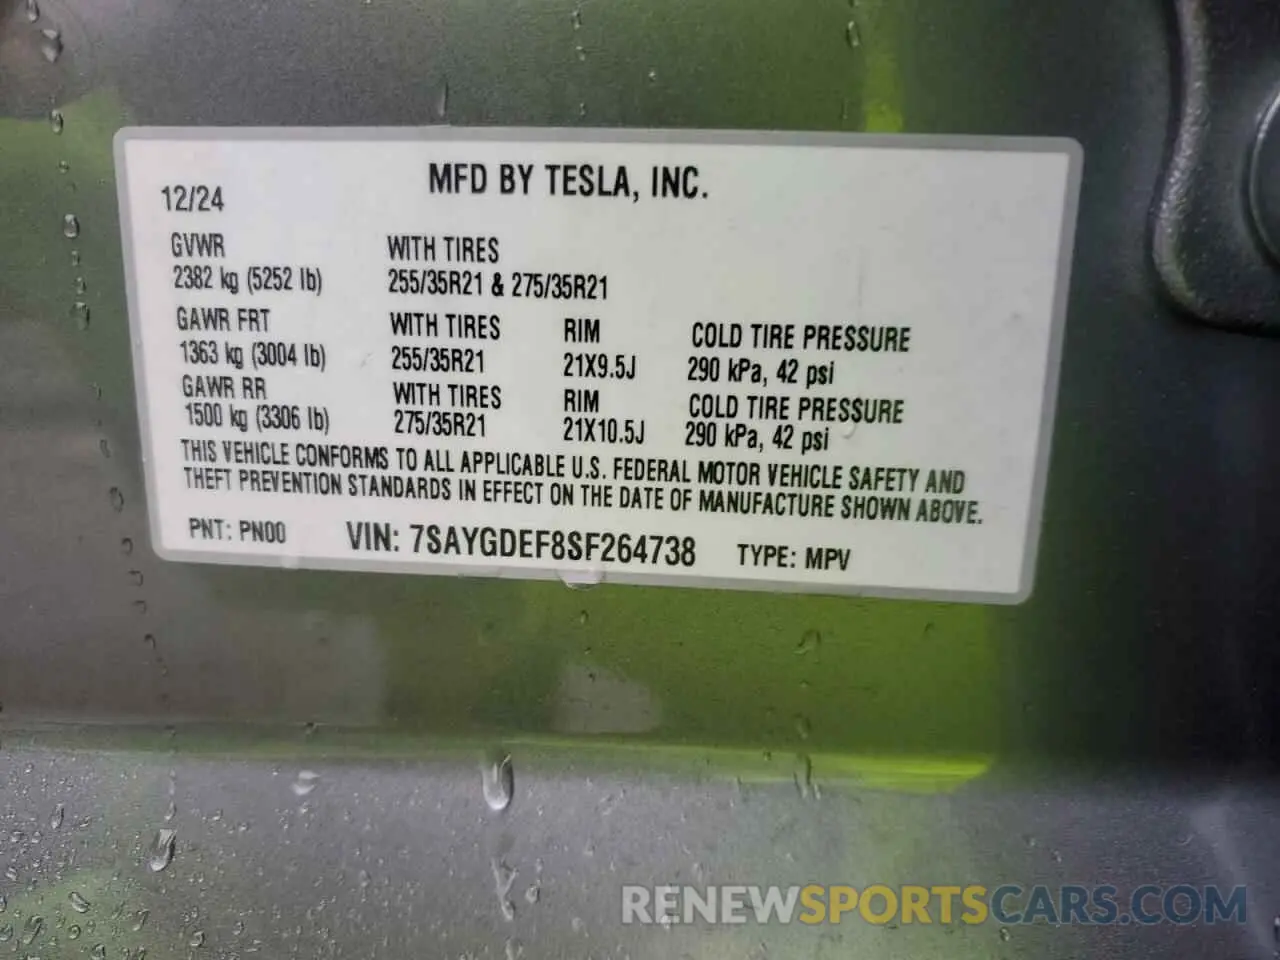 MFD BY TESLA, INC.
12/24
GVWR WITH TIRES
2382 kg (5252 lb) 255/35R21 & 275/35R21
GAWR FRT WITH TIRES RIM COLD TIRE PRESSURE
1363 kg (3004 lb) 255/35R21 21X9.5J 290 kPa, 42 psi
GAWR RR WITH TIRES RIM COLD TIRE PRESSURE
1500 kg (3306 lb) 275/35R21 21X10.5J 290 kPa, 42 psi
THIS VEHICLE CONFORMS TO ALL APPLICABLE U.S. FEDERAL MOTOR VEHICLE SAFETY AND
THEFT PREVENTION STANDARDS IN EFFECT ON THE DATE OF MANUFACTURE SHOWN ABOVE.
PNT: PN00 VIN: 7SAYGDEF8SF264738 TYPE: MPV
RENEWSPORTSCARS.COM